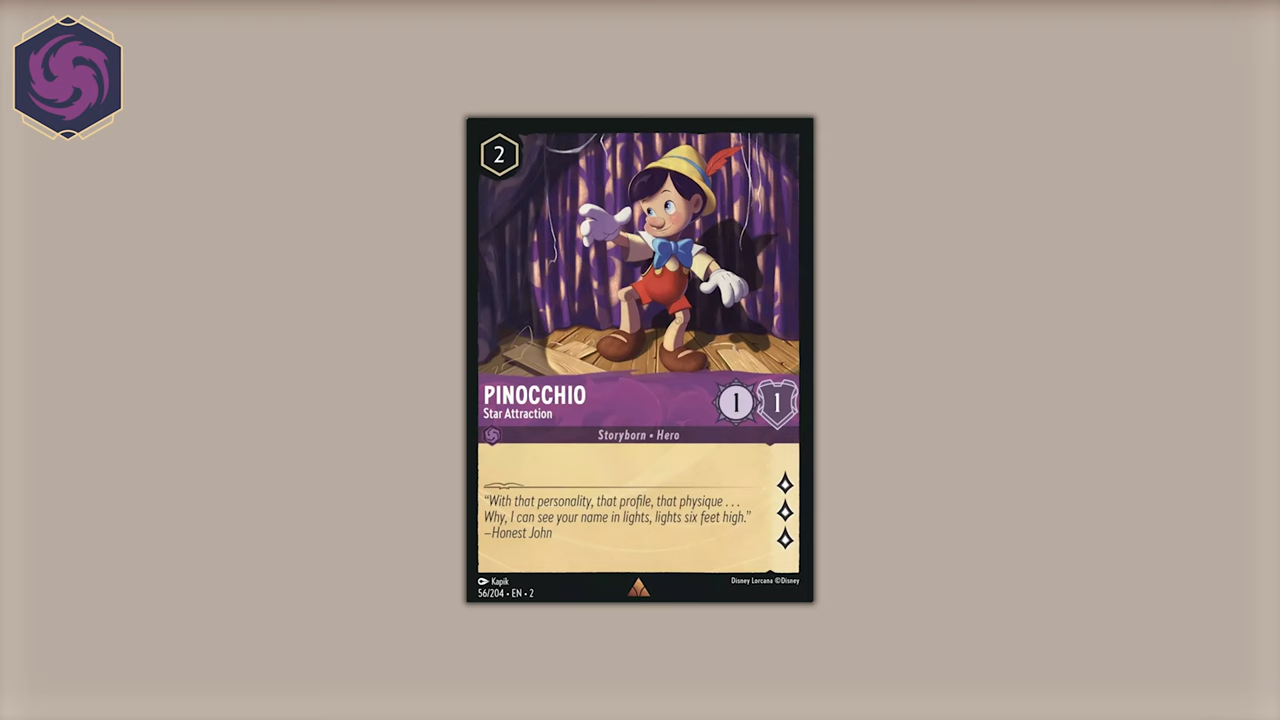 2
PINOCCHIO
Star Attraction
1
1
Storyborn • Hero
“With that personality, that profile, that physique . . .
Why, I can see your name in lights, lights six feet high.”
–Honest John
Kapik
Disney Lorcana ©Disney
56/204 • EN • 2